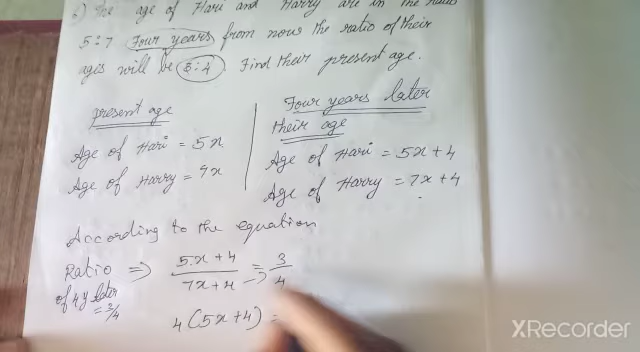 6) The age of Hari and Harry are in the ratio
5:7 Four years from now the ratio of their
ages will be 3:4. Find their present age.
present age
Age of Hari = 5x
Age of Harry = 7x
Four years later
their age
Age of Hari = 5x+4
Age of Harry = 7x+4
According to the equation
Ratio ⇒ 5x+4 / 7x+4 = 3/4
of 4y later
= 3/4
4(5x+4) =
XRecorder